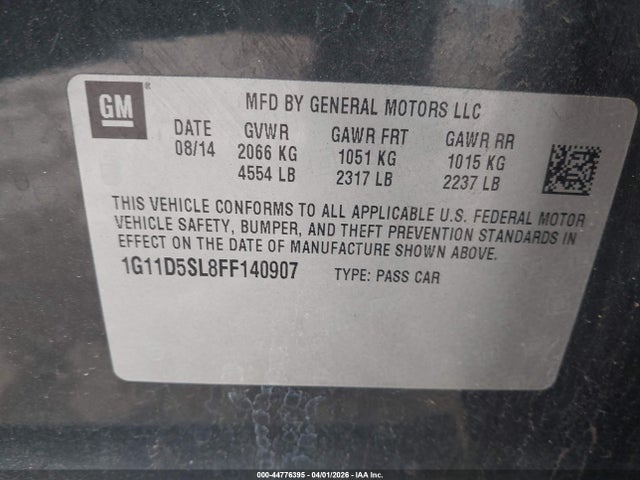 GM ®
MFD BY GENERAL MOTORS LLC
DATE GVWR GAWR FRT GAWR RR
08/14 2066 KG 1051 KG 1015 KG
4554 LB 2317 LB 2237 LB
THIS VEHICLE CONFORMS TO ALL APPLICABLE U.S. FEDERAL MOTOR
VEHICLE SAFETY, BUMPER, AND THEFT PREVENTION STANDARDS IN
EFFECT ON THE DATE OF MANUFACTURE SHOWN ABOVE.
1G11D5SL8FF140907 TYPE: PASS CAR
000-44776395 - 04/01/2026 - IAA Inc.